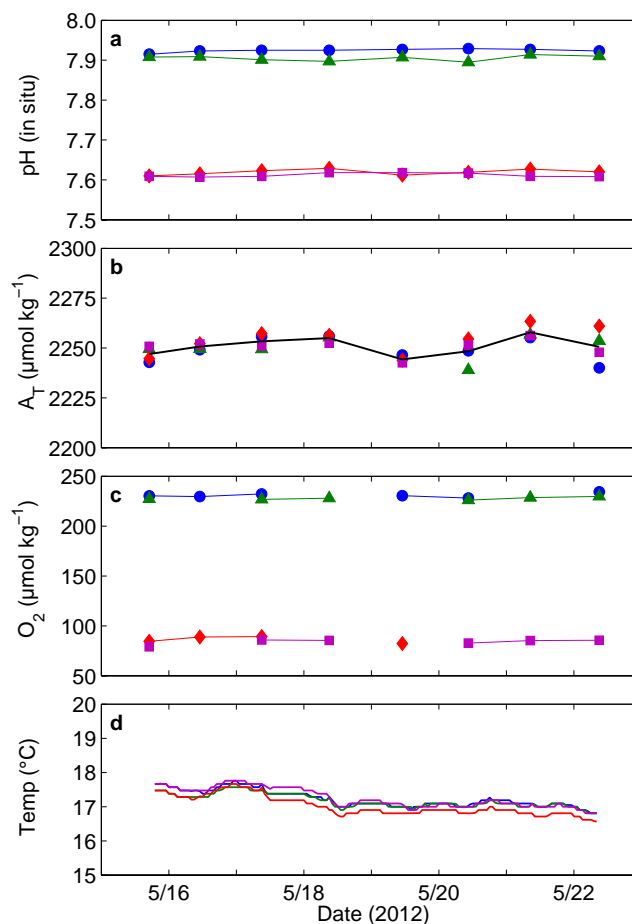 a
8.0
7.9
7.8
7.7
7.6
7.5
pH (in situ)
b
2300
2275
2250
2225
2200
A_T (µmol kg⁻¹)
c
250
200
150
100
50
O₂ (µmol kg⁻¹)
d
20
19
18
17
16
15
Temp (°C)
5/16 5/18 5/20 5/22
Date (2012)